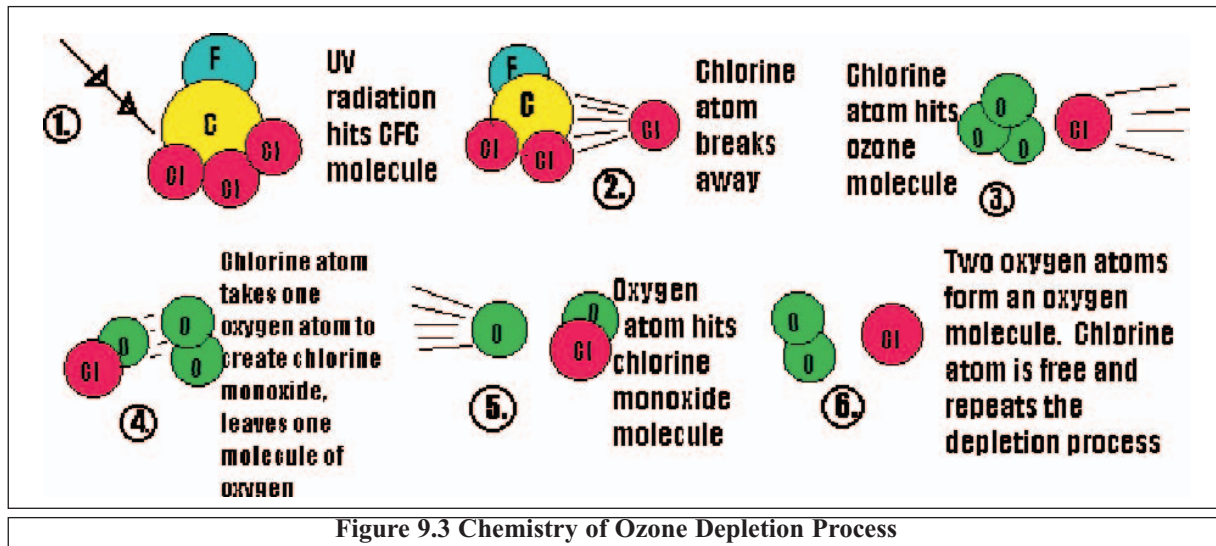 1.
F
C
Cl
Cl
Cl
UV
radiation
hits CFC
molecule
F
C
Cl
Cl
Cl
2.
Chlorine
atom
breaks
away
Chlorine
atom hits
ozone
molecule
O
O
O
Cl
3.
Cl
O
O
O
4.
Chlorine atom
takes one
oxygen atom to
create chlorine
monoxide,
leaves one
molecule of
oxygen
O
5.
O
Cl
Oxygen
atom hits
chlorine
monoxide
molecule
O
O
Cl
6.
Two oxygen atoms
form an oxygen
molecule. Chlorine
atom is free and
repeats the
depletion process
Figure 9.3 Chemistry of Ozone Depletion Process